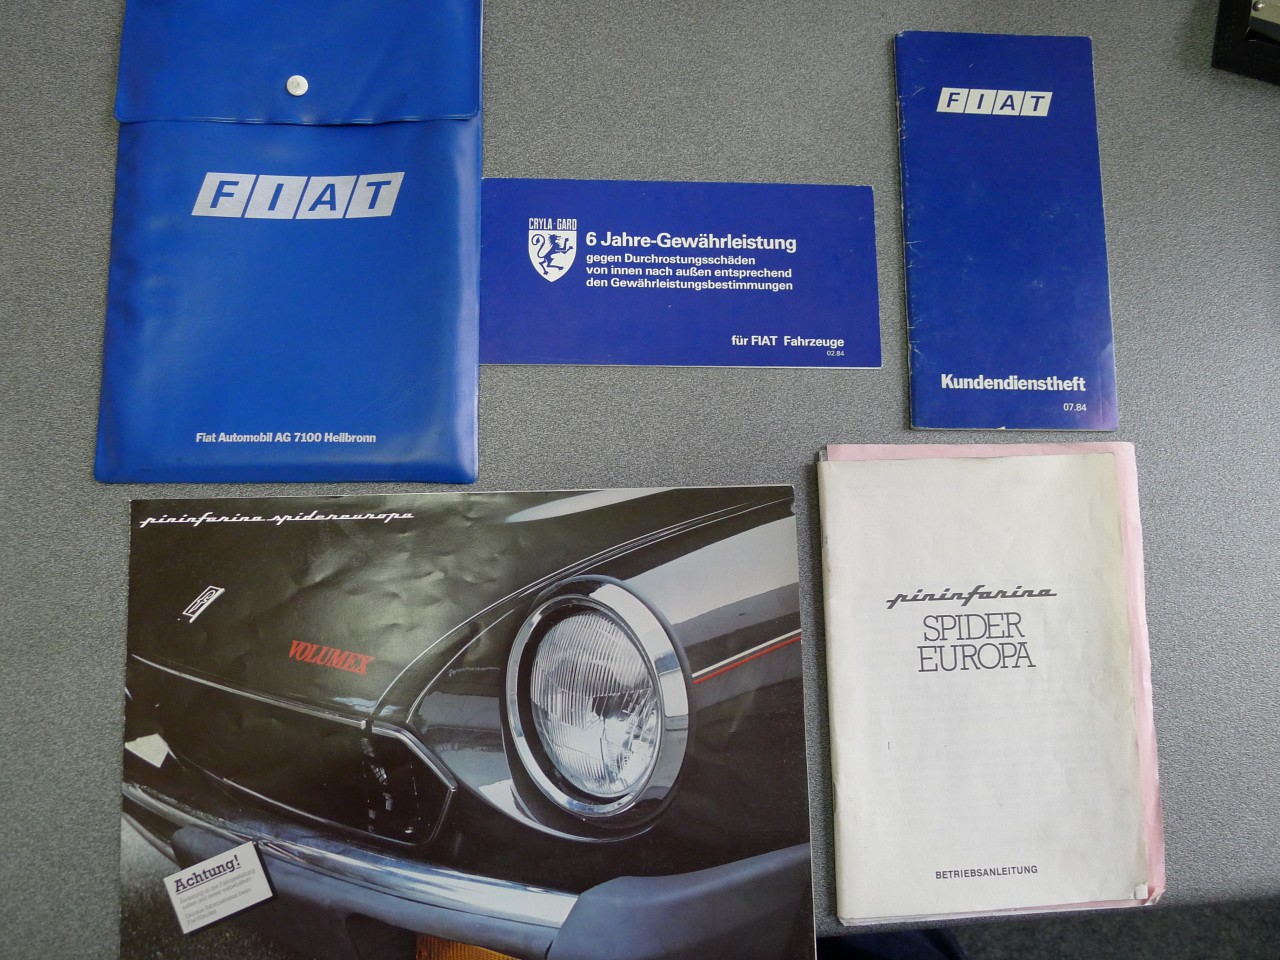 FIAT
Fiat Automobil AG 7100 Heilbronn
CRYLA-GARD
6 Jahre-Gewährleistung
gegen Durchrostungsschäden
von innen nach außen entsprechend
den Gewährleistungsbestimmungen
für FIAT Fahrzeuge
02.84
FIAT
Kundendienstheft
07.84
pininfarina spidereuropa
VOLUMEX
Achtung!
pininfarina
SPIDER
EUROPA
BETRIEBSANLEITUNG